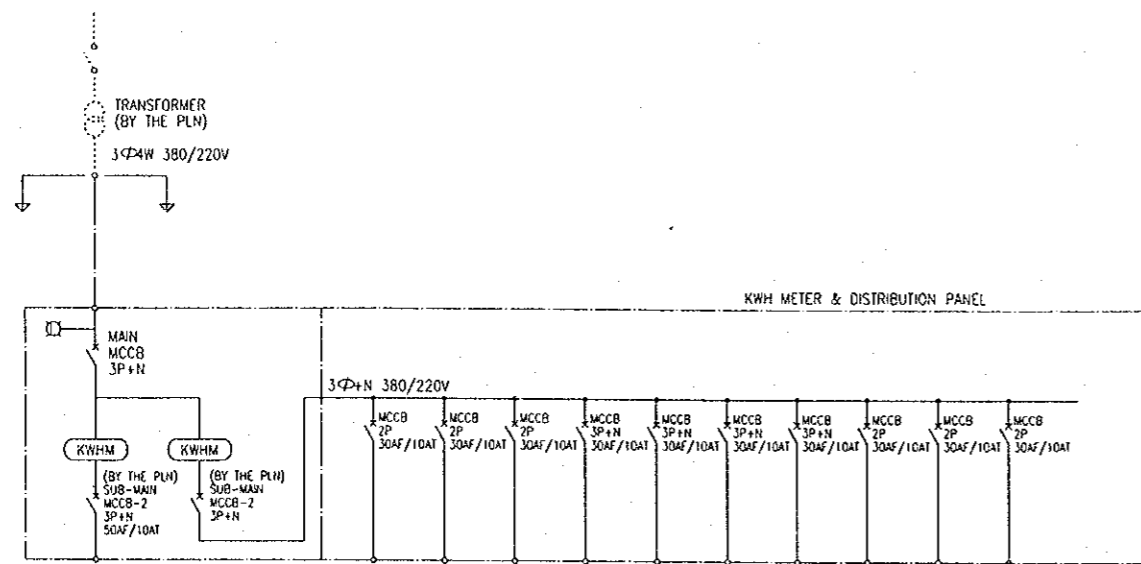 TRANSFORMER
(BY THE PLN)
3Φ4W 380/220V
KWH METER & DISTRIBUTION PANEL
MAIN
MCCB
3P+N
3Φ+N 380/220V
MCCB
2P
30AF/10AT
MCCB
2P
30AF/10AT
MCCB
2P
30AF/10AT
MCCB
3P+N
30AF/10AT
MCCB
3P+N
30AF/10AT
MCCB
3P+N
30AF/10AT
MCCB
3P+N
30AF/10AT
MCCB
2P
30AF/10AT
MCCB
2P
30AF/10AT
MCCB
2P
30AF/10AT
KWHM
KWHM
(BY THE PLN)
SUB-MAIN
MCCB-2
3P+N
50AF/10AT
(BY THE PLN)
SUB-MAIN
MCCB-2
3P+N